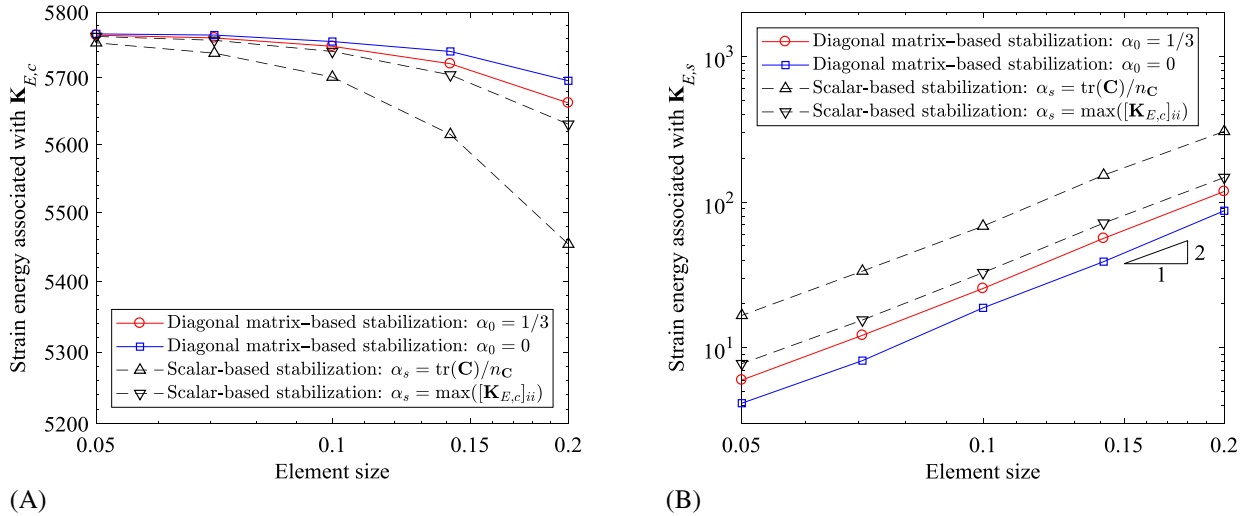 Strain energy associated with K_{E,c}
5800
5700
5600
5500
5400
5300
5200
Diagonal matrix−based stabilization: α_0 = 1/3
Diagonal matrix−based stabilization: α_0 = 0
Scalar-based stabilization: α_s = tr(C)/n_C
Scalar-based stabilization: α_s = max([K_{E,c}]_{ii})
0.05
0.1
0.15
0.2
Element size
(A)
Strain energy associated with K_{E,s}
10^3
10^2
10^1
Diagonal matrix−based stabilization: α_0 = 1/3
Diagonal matrix−based stabilization: α_0 = 0
Scalar-based stabilization: α_s = tr(C)/n_C
Scalar-based stabilization: α_s = max([K_{E,c}]_{ii})
2
1
0.05
0.1
0.15
0.2
Element size
(B)